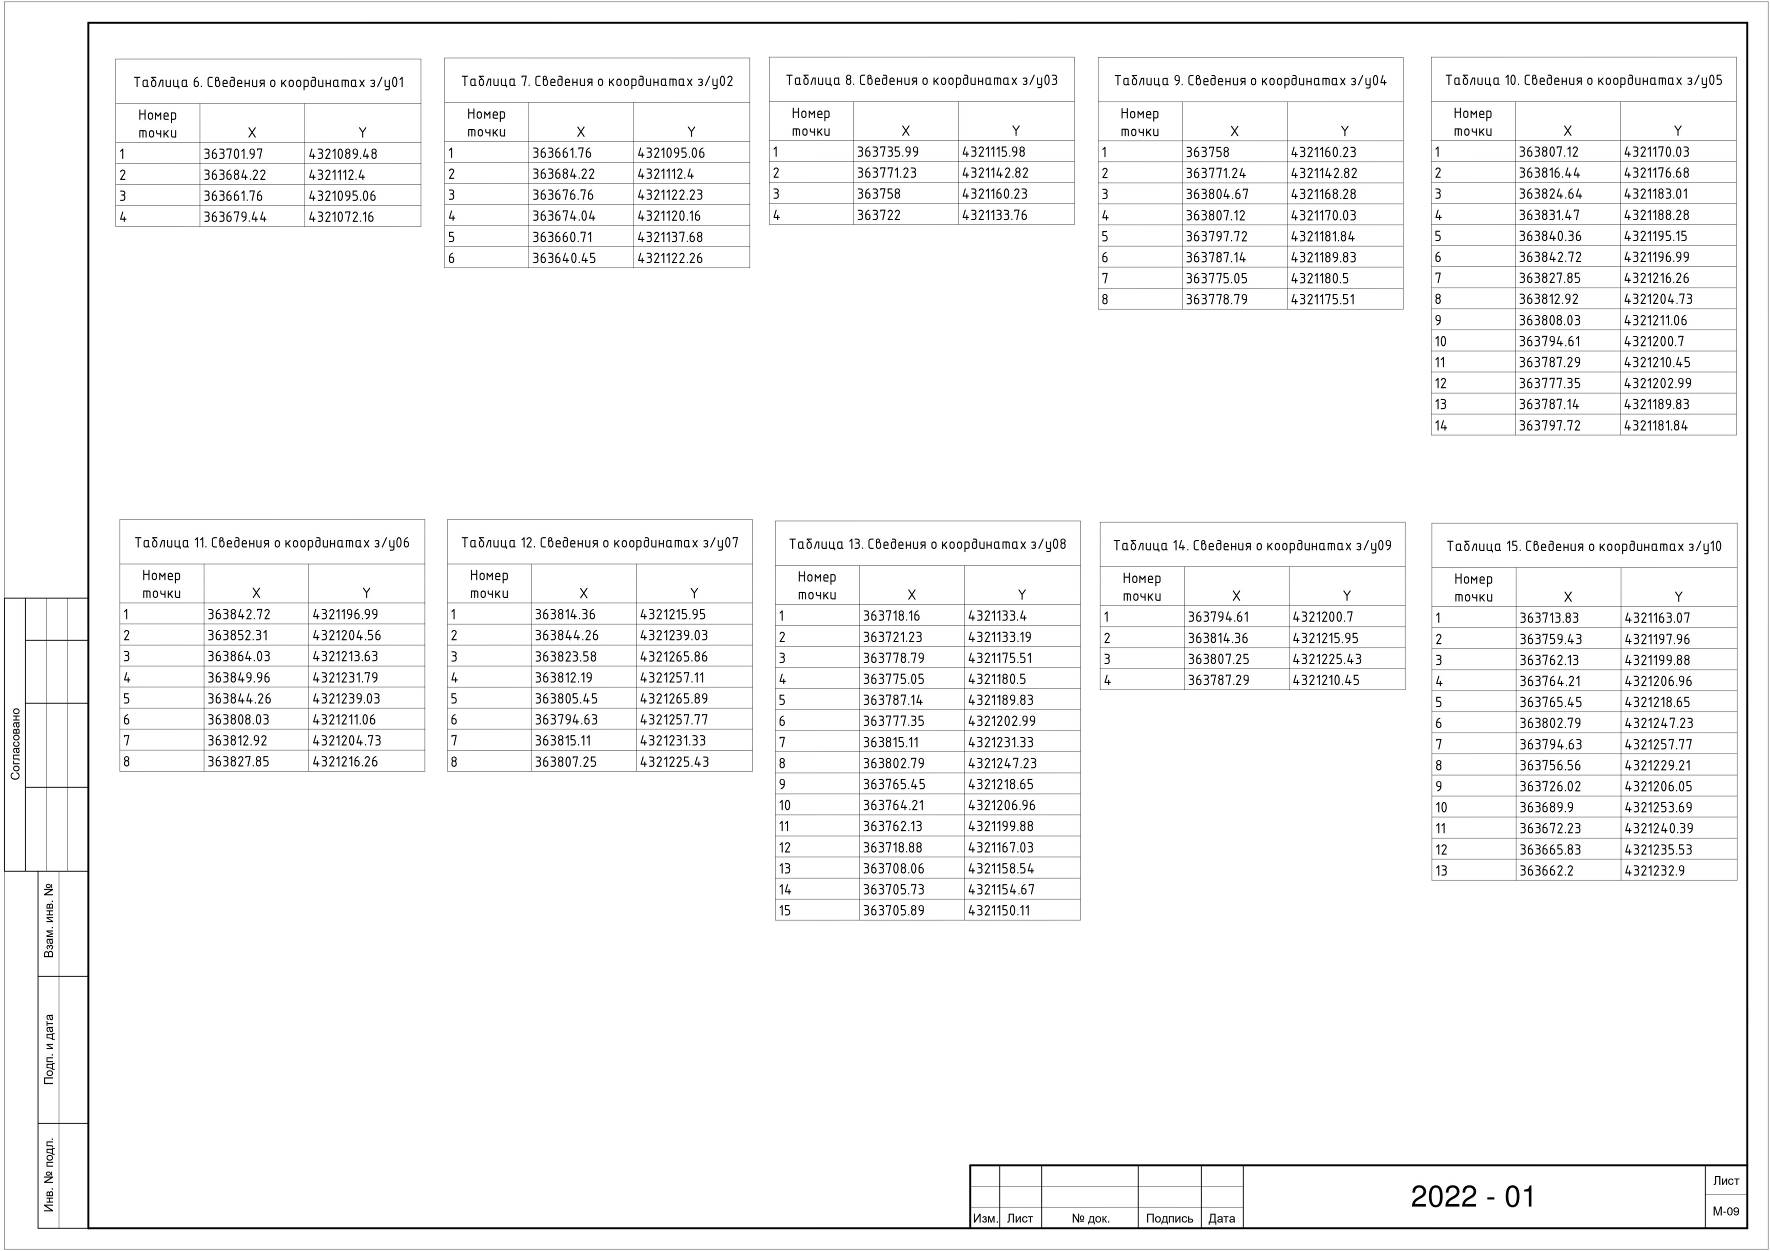 Таблица 6. Сведения о координатах з/у01
Номер точки X Y
1 363701.97 4321089.48
2 363684.22 4321112.4
3 363661.76 4321095.06
4 363679.44 4321072.16
Таблица 7. Сведения о координатах з/у02
Номер точки X Y
1 363661.76 4321095.06
2 363684.22 4321112.4
3 363676.76 4321122.23
4 363674.04 4321120.16
5 363660.71 4321137.68
6 363640.45 4321122.26
Таблица 8. Сведения о координатах з/у03
Номер точки X Y
1 363735.99 4321115.98
2 363771.23 4321142.82
3 363758 4321160.23
4 363722 4321133.76
Таблица 9. Сведения о координатах з/у04
Номер точки X Y
1 363758 4321160.23
2 363771.24 4321142.82
3 363804.67 4321168.28
4 363807.12 4321170.03
5 363797.72 4321181.84
6 363787.14 4321189.83
7 363775.05 4321180.5
8 363778.79 4321175.51
Таблица 10. Сведения о координатах з/у05
Номер точки X Y
1 363807.12 4321170.03
2 363816.44 4321176.68
3 363824.64 4321183.01
4 363831.47 4321188.28
5 363840.36 4321195.15
6 363842.72 4321196.99
7 363827.85 4321216.26
8 363812.92 4321204.73
9 363808.03 4321211.06
10 363794.61 4321200.7
11 363787.29 4321210.45
12 363777.35 4321202.99
13 363787.14 4321189.83
14 363797.72 4321181.84
Таблица 11. Сведения о координатах з/у06
Номер точки X Y
1 363842.72 4321196.99
2 363852.31 4321204.56
3 363864.03 4321213.63
4 363849.96 4321231.79
5 363844.26 4321239.03
6 363808.03 4321211.06
7 363812.92 4321204.73
8 363827.85 4321216.26
Таблица 12. Сведения о координатах з/у07
Номер точки X Y
1 363814.36 4321215.95
2 363844.26 4321239.03
3 363823.58 4321265.86
4 363812.19 4321257.11
5 363805.45 4321265.89
6 363794.63 4321257.77
7 363815.11 4321231.33
8 363807.25 4321225.43
Таблица 13. Сведения о координатах з/у08
Номер точки X Y
1 363718.16 4321133.4
2 363721.23 4321133.19
3 363778.79 4321175.51
4 363775.05 4321180.5
5 363787.14 4321189.83
6 363777.35 4321202.99
7 363815.11 4321231.33
8 363802.79 4321247.23
9 363765.45 4321218.65
10 363764.21 4321206.96
11 363762.13 4321199.88
12 363718.88 4321167.03
13 363708.06 4321158.54
14 363705.73 4321154.67
15 363705.89 4321150.11
Таблица 14. Сведения о координатах з/у09
Номер точки X Y
1 363794.61 4321200.7
2 363814.36 4321215.95
3 363807.25 4321225.43
4 363787.29 4321210.45
Таблица 15. Сведения о координатах з/у10
Номер точки X Y
1 363713.83 4321163.07
2 363759.43 4321197.96
3 363762.13 4321199.88
4 363764.21 4321206.96
5 363765.45 4321218.65
6 363802.79 4321247.23
7 363794.63 4321257.77
8 363756.56 4321229.21
9 363726.02 4321206.05
10 363689.9 4321253.69
11 363672.23 4321240.39
12 363665.83 4321235.53
13 363662.2 4321232.9
Согласовано
Взам. инв. №
Подп. и дата
Инв. № подл.
Изм. Лист № док. Подпись Дата
2022 - 01
Лист
М-09